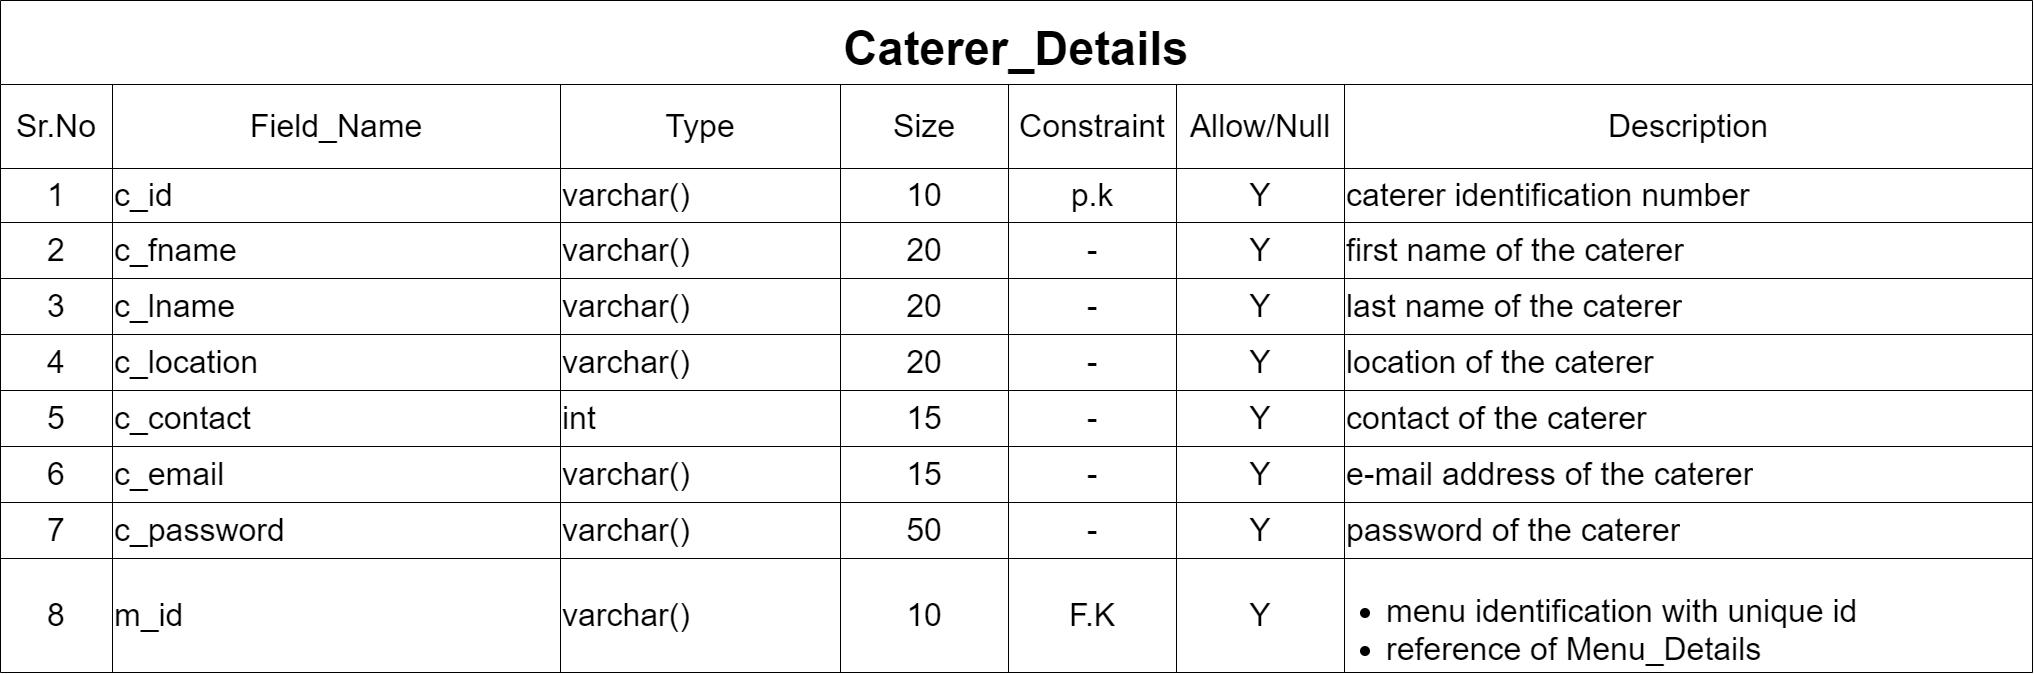 Caterer_Details
Sr.No Field_Name Type Size Constraint Allow/Null Description
1 c_id varchar() 10 p.k Y caterer identification number
2 c_fname varchar() 20 - Y first name of the caterer
3 c_lname varchar() 20 - Y last name of the caterer
4 c_location varchar() 20 - Y location of the caterer
5 c_contact int 15 - Y contact of the caterer
6 c_email varchar() 15 - Y e-mail address of the caterer
7 c_password varchar() 50 - Y password of the caterer
8 m_id varchar() 10 F.K Y • menu identification with unique id
• reference of Menu_Details